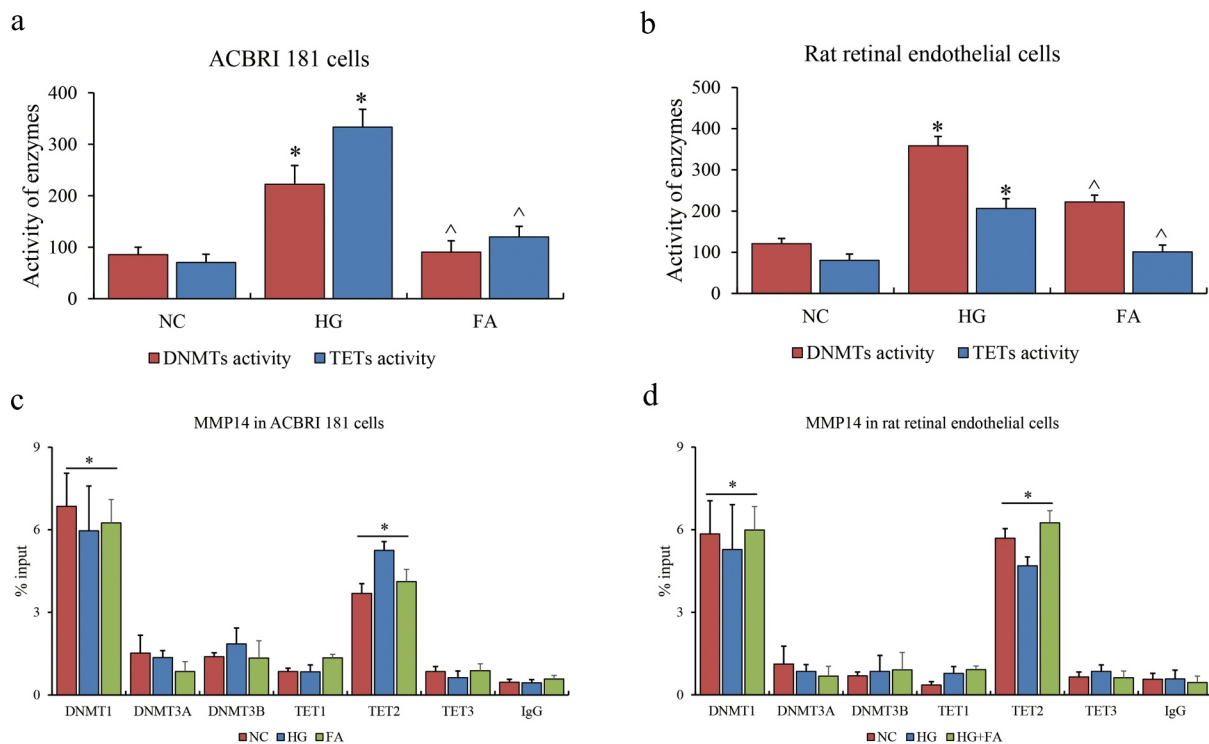 a
ACBRI 181 cells
Activity of enzymes
400
300
200
100
0
*
*
^
^
NC HG FA
DNMTs activity TETs activity
b
Rat retinal endothelial cells
Activity of enzymes
500
400
300
200
100
0
*
*
^
^
NC HG FA
DNMTs activity TETs activity
c
MMP14 in ACBRI 181 cells
% input
9
6
3
0
*
*
DNMT1 DNMT3A DNMT3B TET1 TET2 TET3 IgG
NC HG FA
d
MMP14 in rat retinal endothelial cells
% input
9
6
3
0
*
*
DNMT1 DNMT3A DNMT3B TET1 TET2 TET3 IgG
NC HG HG+FA